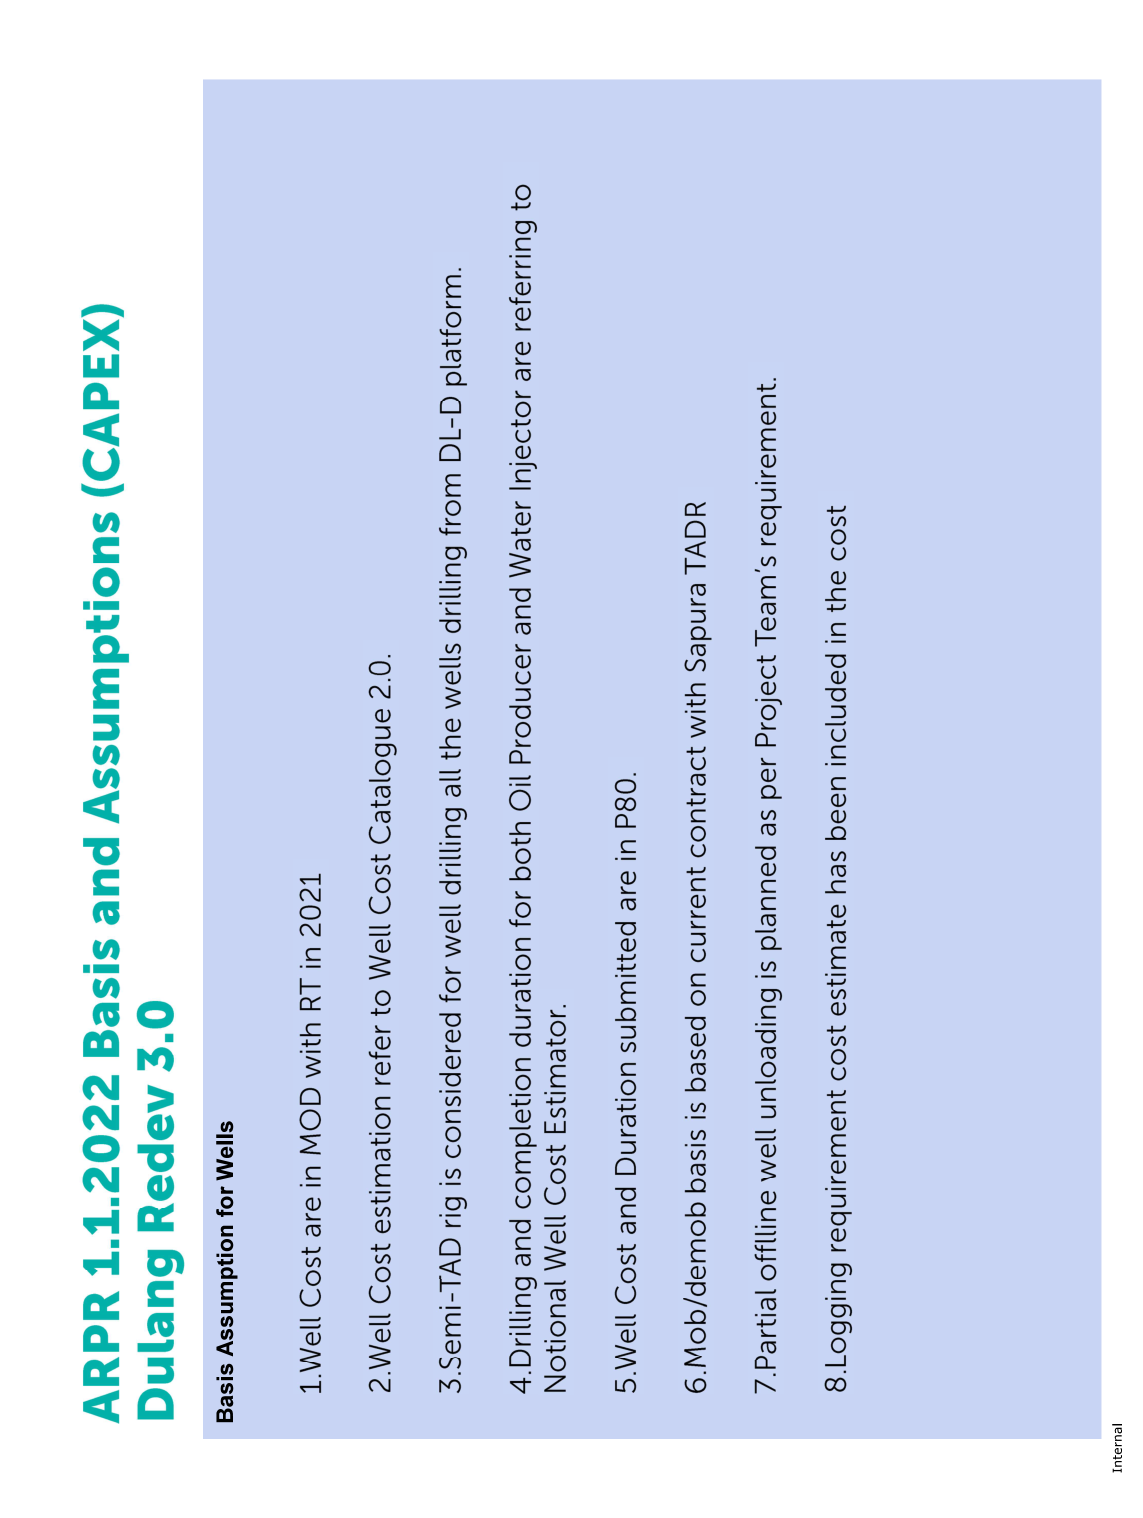 ARPR 1.1.2022 Basis and Assumptions (CAPEX)
Dulang Redev 3.0
Basis Assumption for Wells
1.Well Cost are in MOD with RT in 2021
2.Well Cost estimation refer to Well Cost Catalogue 2.0.
3.Semi-TAD rig is considered for well drilling all the wells drilling from DL-D platform.
4.Drilling and completion duration for both Oil Producer and Water Injector are referring to
Notional Well Cost Estimator.
5.Well Cost and Duration submitted are in P80.
6.Mob/demob basis is based on current contract with Sapura TADR
7.Partial offlline well unloading is planned as per Project Team’s requirement.
8.Logging requirement cost estimate has been included in the cost
Internal